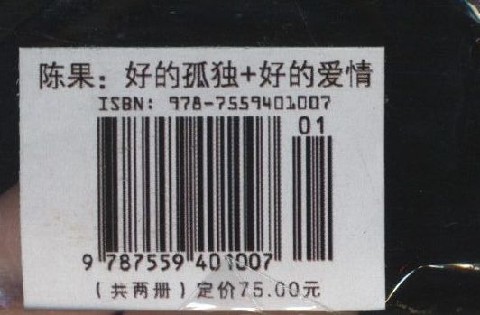 陈果：好的孤独+好的爱情
ISBN: 978-7559401007
01
9 787559 401007
（共两册）定价75.00元